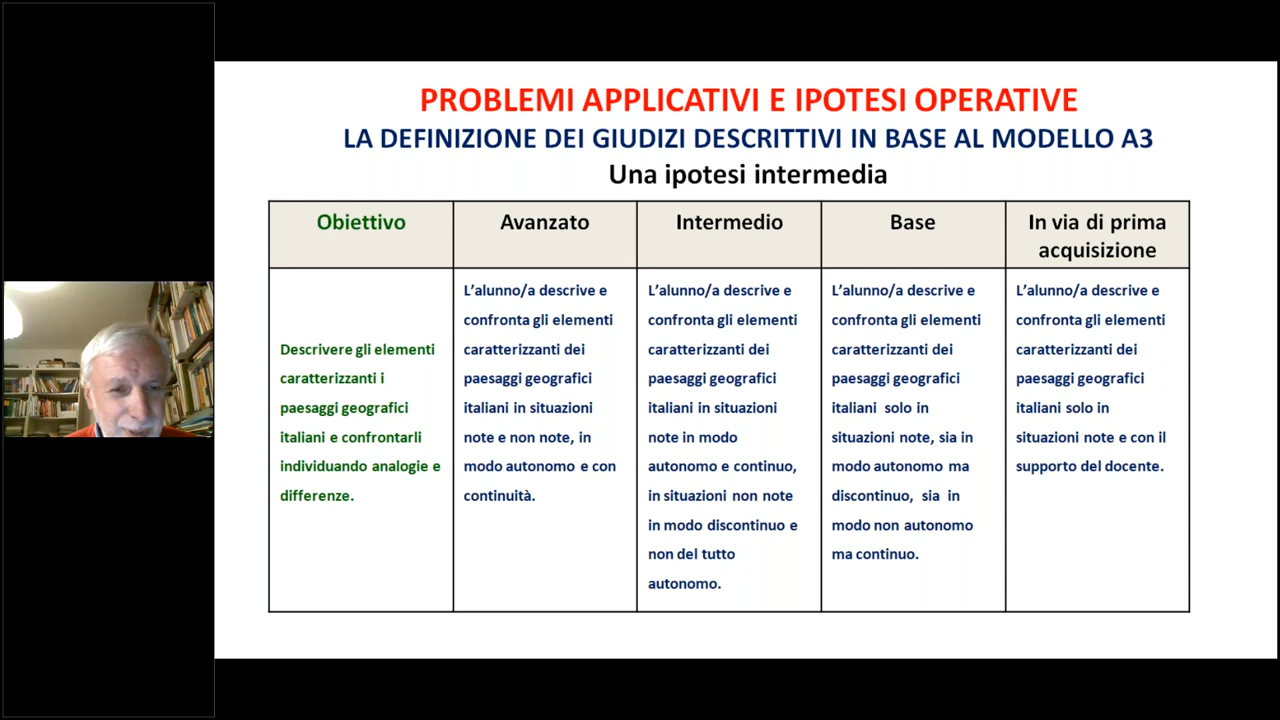 PROBLEMI APPLICATIVI E IPOTESI OPERATIVE
LA DEFINIZIONE DEI GIUDIZI DESCRITTIVI IN BASE AL MODELLO A3
Una ipotesi intermedia
Obiettivo
Avanzato
Intermedio
Base
In via di prima
acquisizione
Descrivere gli elementi
caratterizzanti i
paesaggi geografici
italiani e confrontarli
individuando analogie e
differenze.
L’alunno/a descrive e
confronta gli elementi
caratterizzanti dei
paesaggi geografici
italiani in situazioni
note e non note, in
modo autonomo e con
continuità.
L’alunno/a descrive e
confronta gli elementi
caratterizzanti dei
paesaggi geografici
italiani in situazioni
note in modo
autonomo e continuo,
in situazioni non note
in modo discontinuo e
non del tutto
autonomo.
L’alunno/a descrive e
confronta gli elementi
caratterizzanti dei
paesaggi geografici
italiani solo in
situazioni note, sia in
modo autonomo ma
discontinuo, sia in
modo non autonomo
ma continuo.
L’alunno/a descrive e
confronta gli elementi
caratterizzanti dei
paesaggi geografici
italiani solo in
situazioni note e con il
supporto del docente.